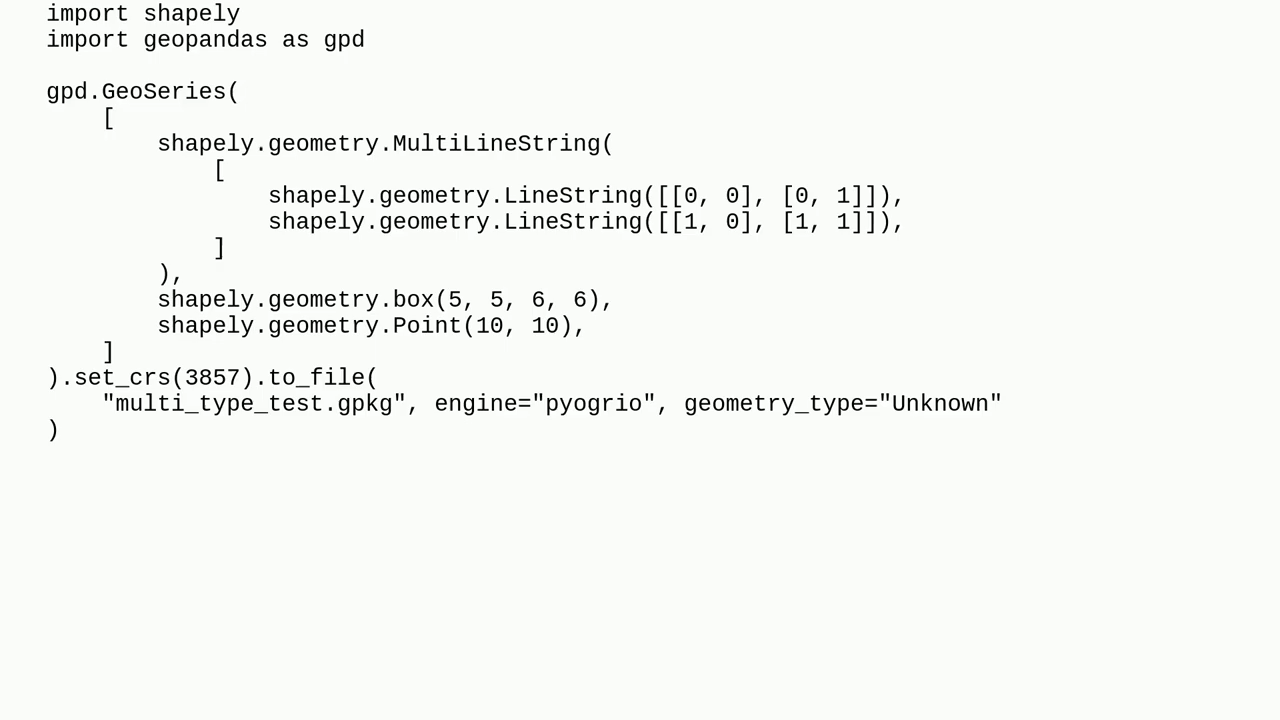 import shapely
import geopandas as gpd

gpd.GeoSeries(
    [
        shapely.geometry.MultiLineString(
            [
                shapely.geometry.LineString([[0, 0], [0, 1]]),
                shapely.geometry.LineString([[1, 0], [1, 1]]),
            ]
        ),
        shapely.geometry.box(5, 5, 6, 6),
        shapely.geometry.Point(10, 10),
    ]
).set_crs(3857).to_file(
    "multi_type_test.gpkg", engine="pyogrio", geometry_type="Unknown"
)